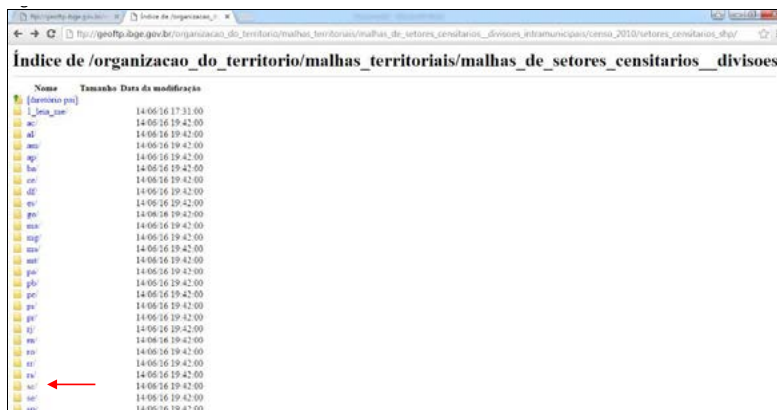 Índice de /organizacao_
ftp://geoftp.ibge.gov.br/organizacao_do_territorio/malhas_territoriais/malhas_de_setores_censitarios__divisoes_intramunicipais/censo_2010/setores_censitarios_shp/
Índice de /organizacao_do_territorio/malhas_territoriais/malhas_de_setores_censitarios__divisoes
Nome Tamanho Data da modificação
[diretório pai]
1_leia_me/ 14/06/16 17:31:00
ac/ 14/06/16 19:42:00
al/ 14/06/16 19:42:00
am/ 14/06/16 19:42:00
ap/ 14/06/16 19:42:00
ba/ 14/06/16 19:42:00
ce/ 14/06/16 19:42:00
df/ 14/06/16 19:42:00
es/ 14/06/16 19:42:00
go/ 14/06/16 19:42:00
ma/ 14/06/16 19:42:00
mg/ 14/06/16 19:42:00
ms/ 14/06/16 19:42:00
mt/ 14/06/16 19:42:00
pa/ 14/06/16 19:42:00
pb/ 14/06/16 19:42:00
pe/ 14/06/16 19:42:00
pi/ 14/06/16 19:42:00
pr/ 14/06/16 19:42:00
rj/ 14/06/16 19:42:00
rn/ 14/06/16 19:42:00
ro/ 14/06/16 19:42:00
rr/ 14/06/16 19:42:00
rs/ 14/06/16 19:42:00
sc/ 14/06/16 19:42:00
se/ 14/06/16 19:42:00
14/06/16 19:42:00